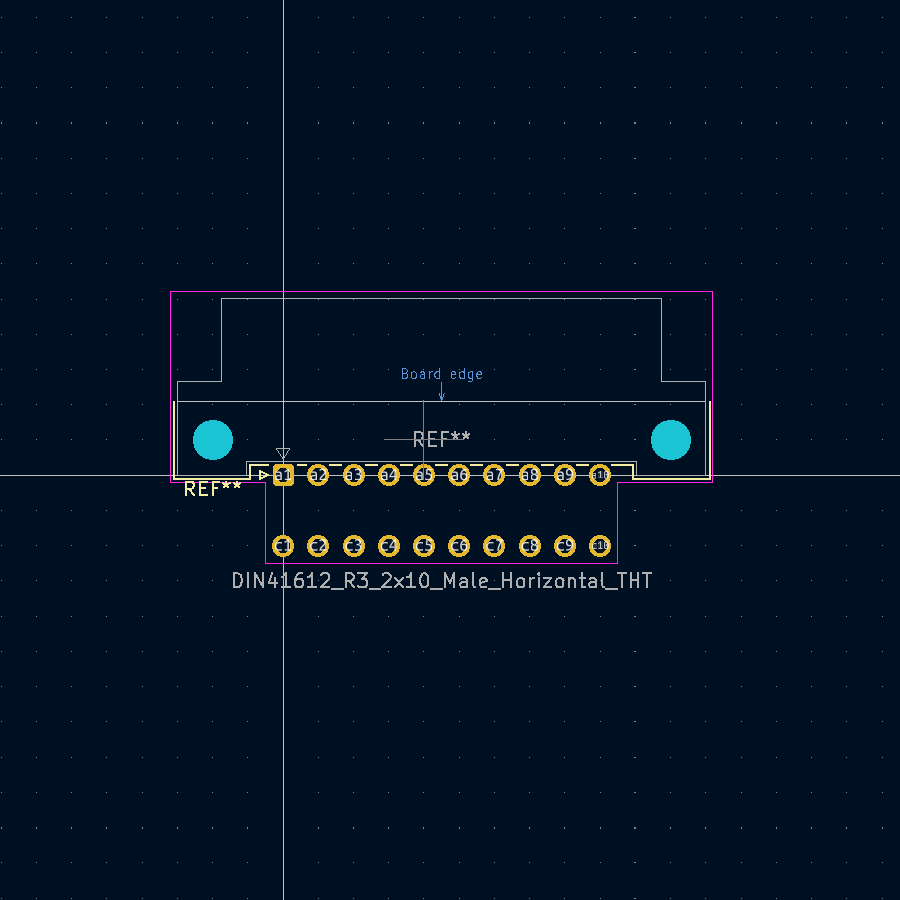 Board edge
REF**
a1 a2 a3 a4 a5 a6 a7 a8 a9 a10
REF**
c1 c2 c3 c4 c5 c6 c7 c8 c9 c10
DIN41612_R3_2x10_Male_Horizontal_THT